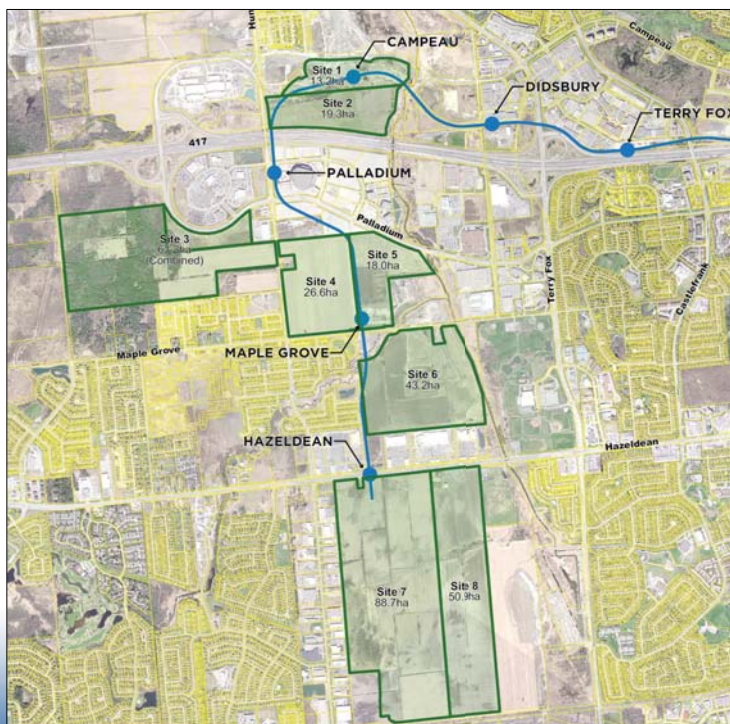 Campeau
CAMPEAU
Site 1
13.2ha
Site 2
19.3ha
DIDSBURY
TERRY FOX
417
PALLADIUM
Palladium
Site 3
(Combined)
Site 4
26.6ha
Site 5
18.0ha
Terry Fox
Castlefrank
MAPLE GROVE
Maple Grove
Site 6
43.2ha
HAZELDEAN
Hazeldean
Site 7
88.7ha
Site 8
50.9ha